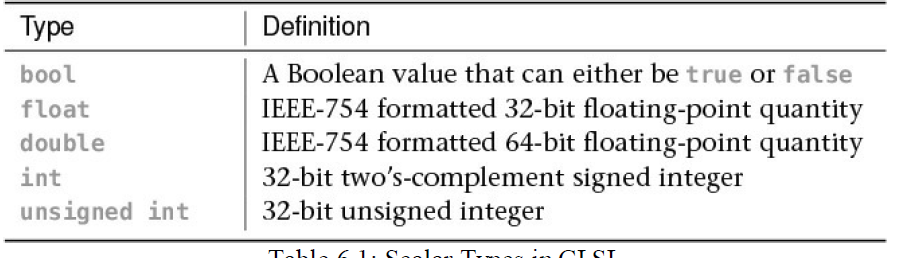 Type Definition
bool A Boolean value that can either be true or false
float IEEE-754 formatted 32-bit floating-point quantity
double IEEE-754 formatted 64-bit floating-point quantity
int 32-bit two's-complement signed integer
unsigned int 32-bit unsigned integer
Table 6.1: Scalar Types in GLSL